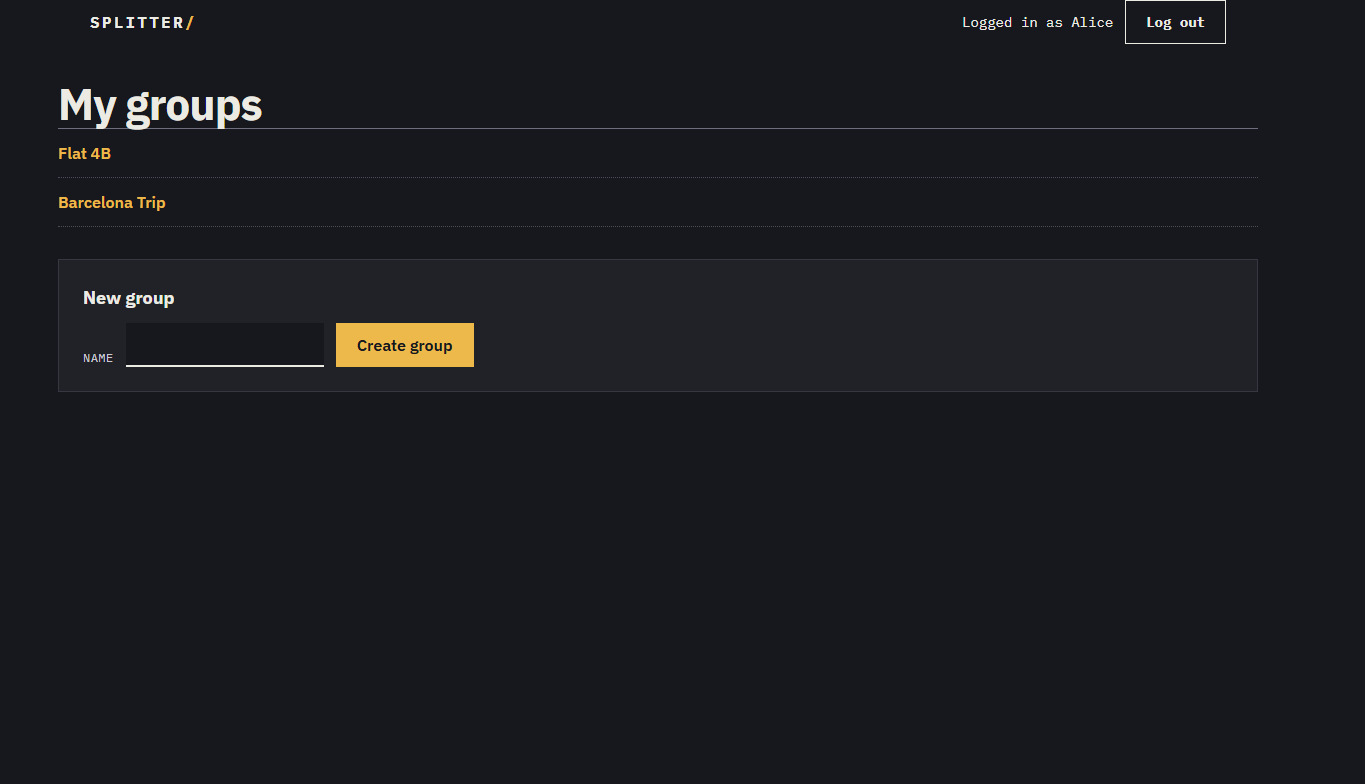 SPLITTER/
Logged in as Alice
Log out
My groups
Flat 4B
Barcelona Trip
New group
NAME
Create group